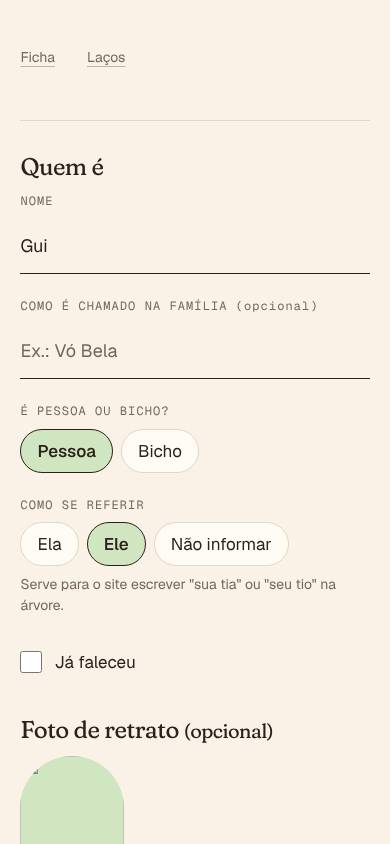 Ficha Laços
Quem é
NOME
Gui
COMO É CHAMADO NA FAMÍLIA (opcional)
Ex.: Vó Bela
É PESSOA OU BICHO?
Pessoa Bicho
COMO SE REFERIR
Ela Ele Não informar
Serve para o site escrever "sua tia" ou "seu tio" na
árvore.
Já faleceu
Foto de retrato (opcional)